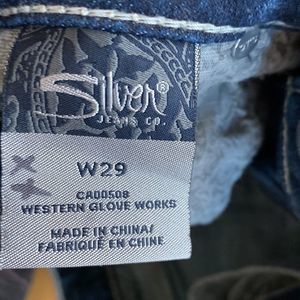 Silver®
JEANS CO.
W29
CA00508
WESTERN GLOVE WORKS
MADE IN CHINA/
FABRIQUÉ EN CHINE